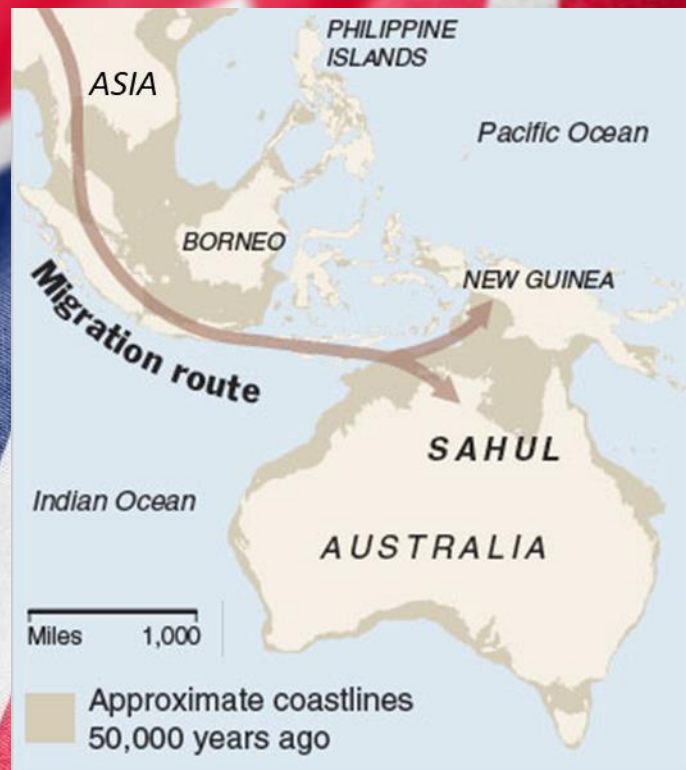 PHILIPPINE
ISLANDS
ASIA
Pacific Ocean
BORNEO
NEW GUINEA
Migration route
SAHUL
Indian Ocean
AUSTRALIA
Miles 1,000
Approximate coastlines
50,000 years ago